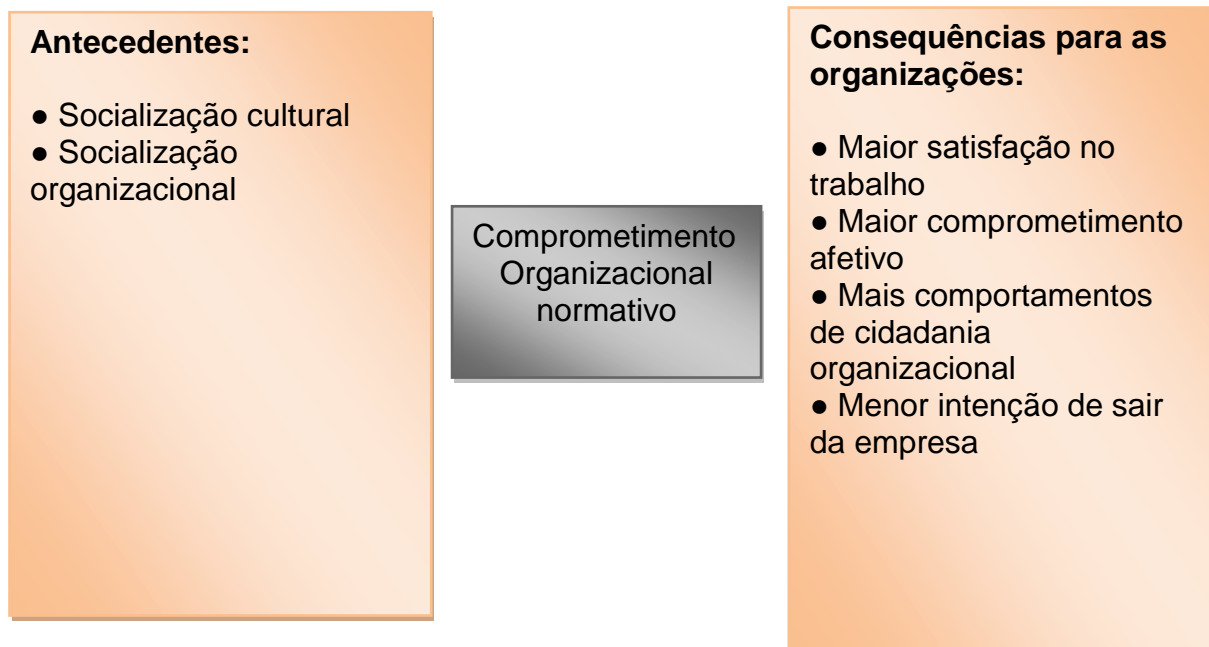 Antecedentes:
● Socialização cultural
● Socialização
organizacional
Comprometimento
Organizacional
normativo
Consequências para as
organizações:
● Maior satisfação no
trabalho
● Maior comprometimento
afetivo
● Mais comportamentos
de cidadania
organizacional
● Menor intenção de sair
da empresa